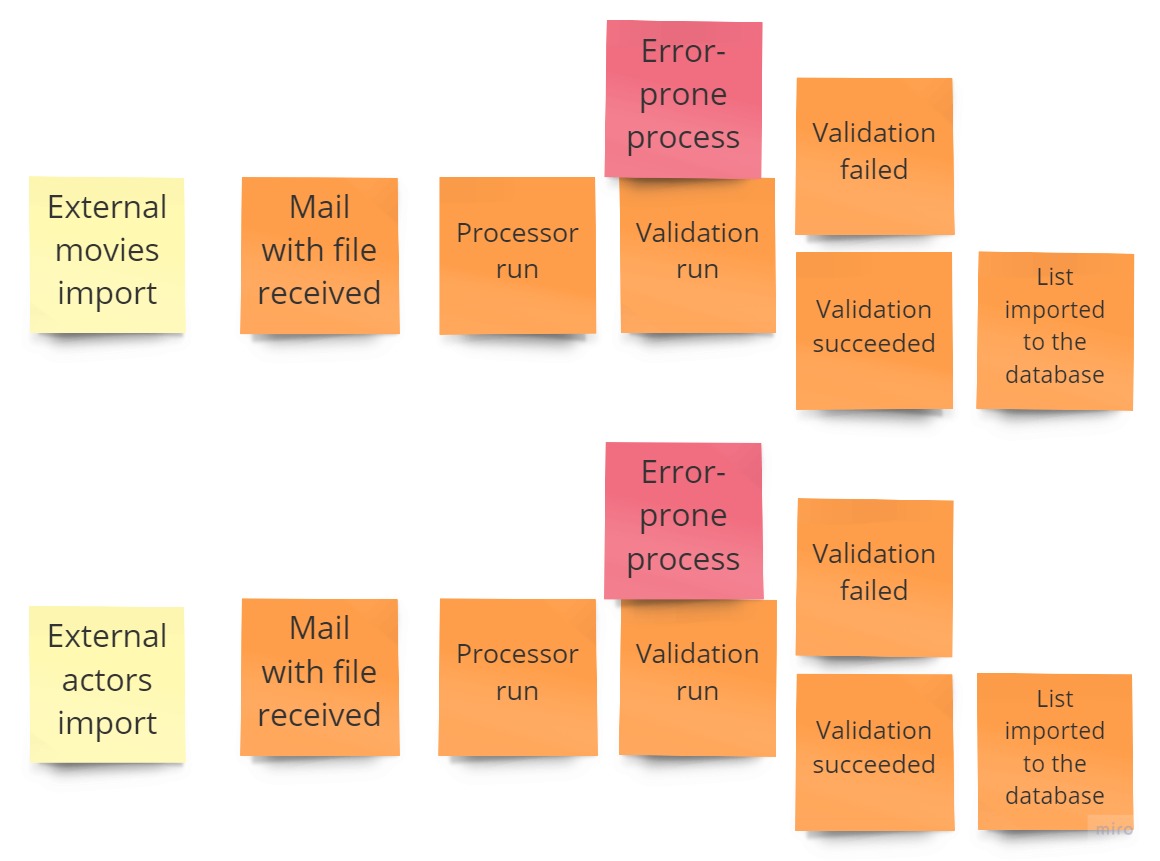 Error-
prone
process
Validation
failed
External
movies
import
Mail
with file
received
Processor
run
Validation
run
Validation
succeeded
List
imported
to the
database
Error-
prone
process
Validation
failed
External
actors
import
Mail
with file
received
Processor
run
Validation
run
Validation
succeeded
List
imported
to the
database
miro